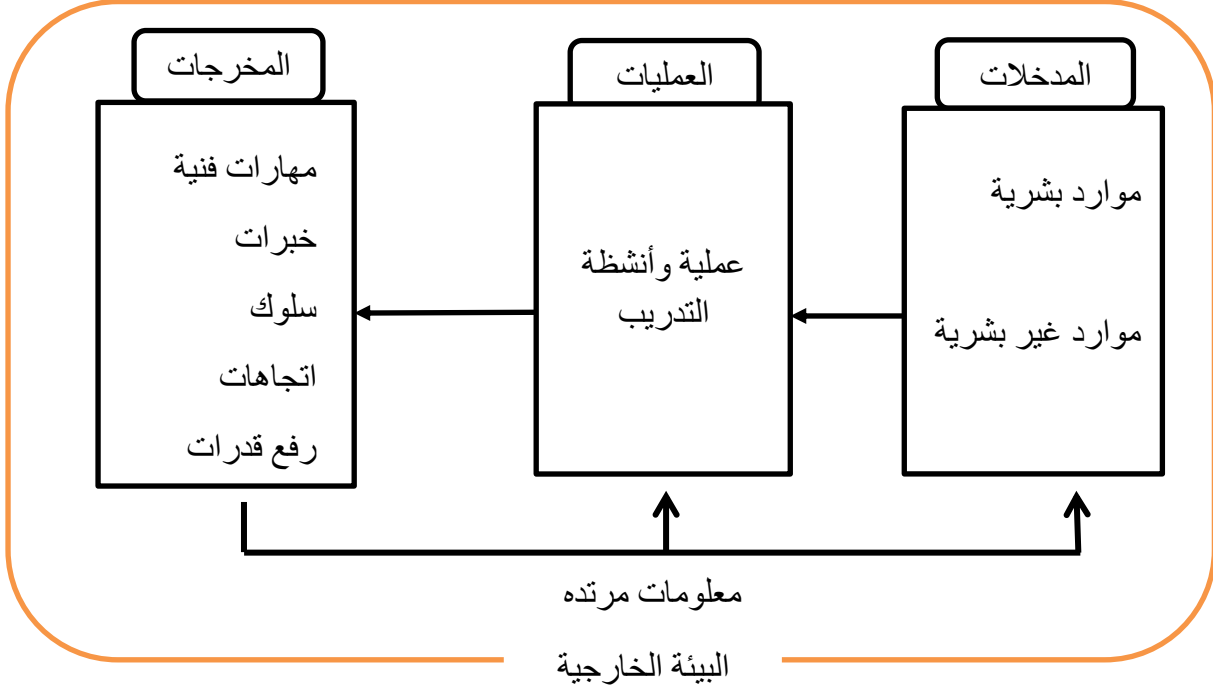 المدخلات
موارد بشرية
موارد غير بشرية
العمليات
عملية وأنشظة
التدريب
المخرجات
مهارات فنية
خبرات
سلوك
اتجاهات
رفع قدرات
معلومات مرتده
البيئة الخارجية